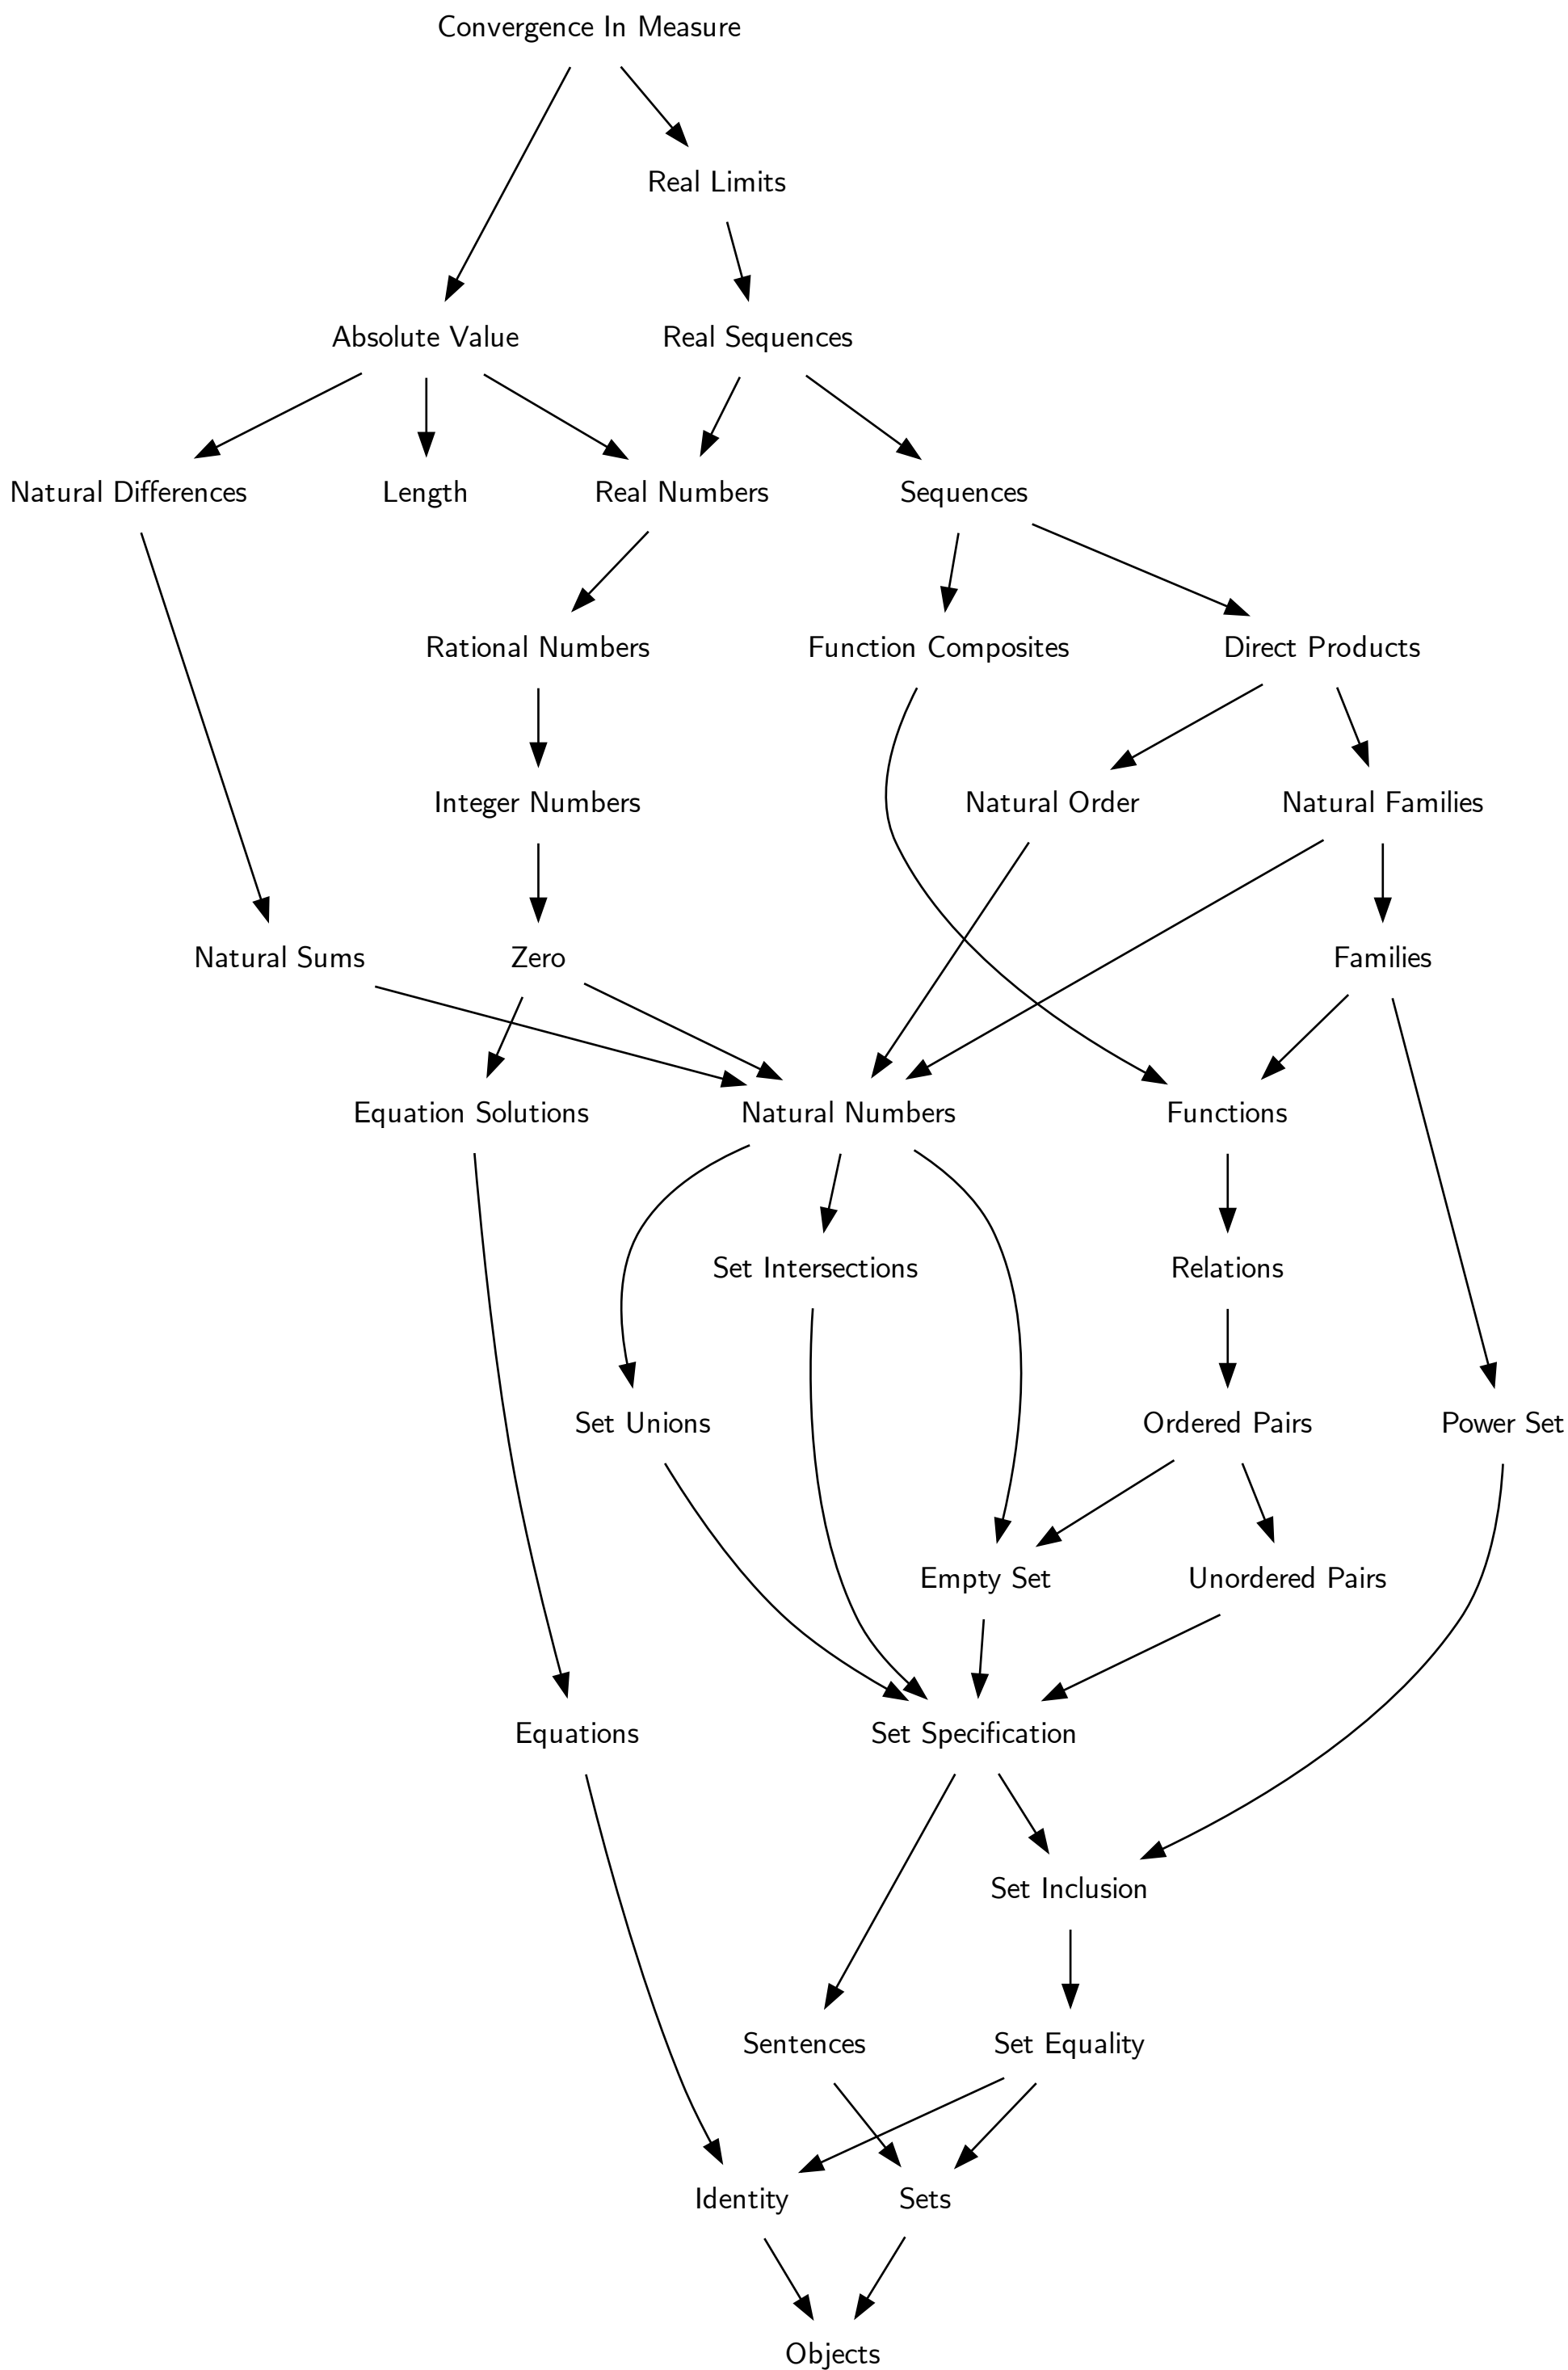 Convergence In Measure
Real Limits
Absolute Value
Real Sequences
Natural Differences
Length
Real Numbers
Sequences
Rational Numbers
Function Composites
Direct Products
Integer Numbers
Natural Order
Natural Families
Natural Sums
Zero
Families
Equation Solutions
Natural Numbers
Functions
Set Intersections
Relations
Set Unions
Ordered Pairs
Power Set
Empty Set
Unordered Pairs
Equations
Set Specification
Set Inclusion
Sentences
Set Equality
Identity
Sets
Objects